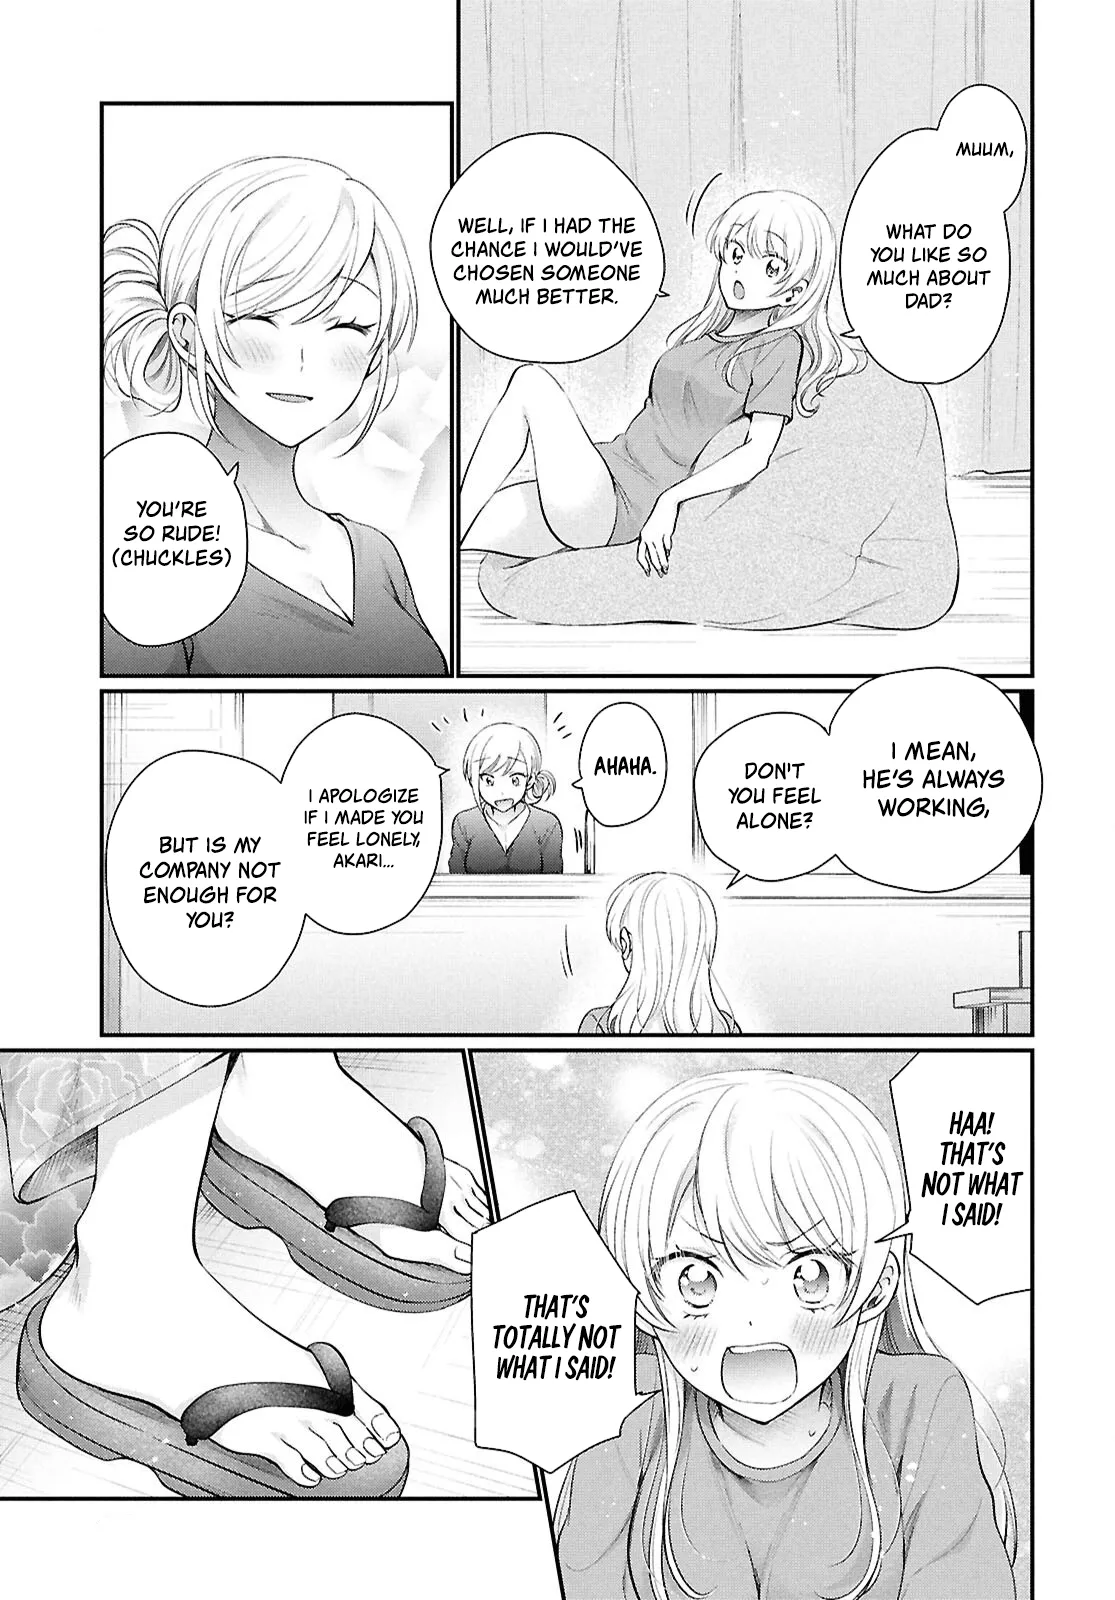 MUUM,
WHAT DO
YOU LIKE SO
MUCH ABOUT
DAD?
WELL, IF I HAD THE
CHANCE I WOULD'VE
CHOSEN SOMEONE
MUCH BETTER.
YOU'RE
SO RUDE!
(CHUCKLES)
I MEAN,
HE'S ALWAYS
WORKING,
DON'T
YOU FEEL
ALONE?
AHAHA.
I APOLOGIZE
IF I MADE YOU
FEEL LONELY,
AKARI...
BUT IS MY
COMPANY NOT
ENOUGH FOR
YOU?
HAA!
THAT'S
NOT WHAT
I SAID!
THAT'S
TOTALLY NOT
WHAT I SAID!